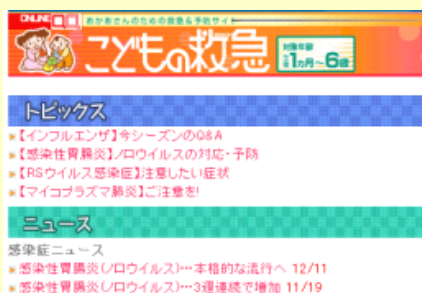 ONLINE QQ おかあさんのための救急&予防サイト
こどもの救急
対象年齢
生後1カ月~6歳
トピックス
【インフルエンザ】今シーズンのQ&A
【感染性胃腸炎】ノロウイルスの対応・予防
【RSウイルス感染症】注意したい症状
【マイコプラズマ肺炎】ご注意を!
ニュース
感染症ニュース
感染性胃腸炎(ノロウイルス)…本格的な流行へ 12/11
感染性胃腸炎(ノロウイルス)…3週連続で増加 11/19